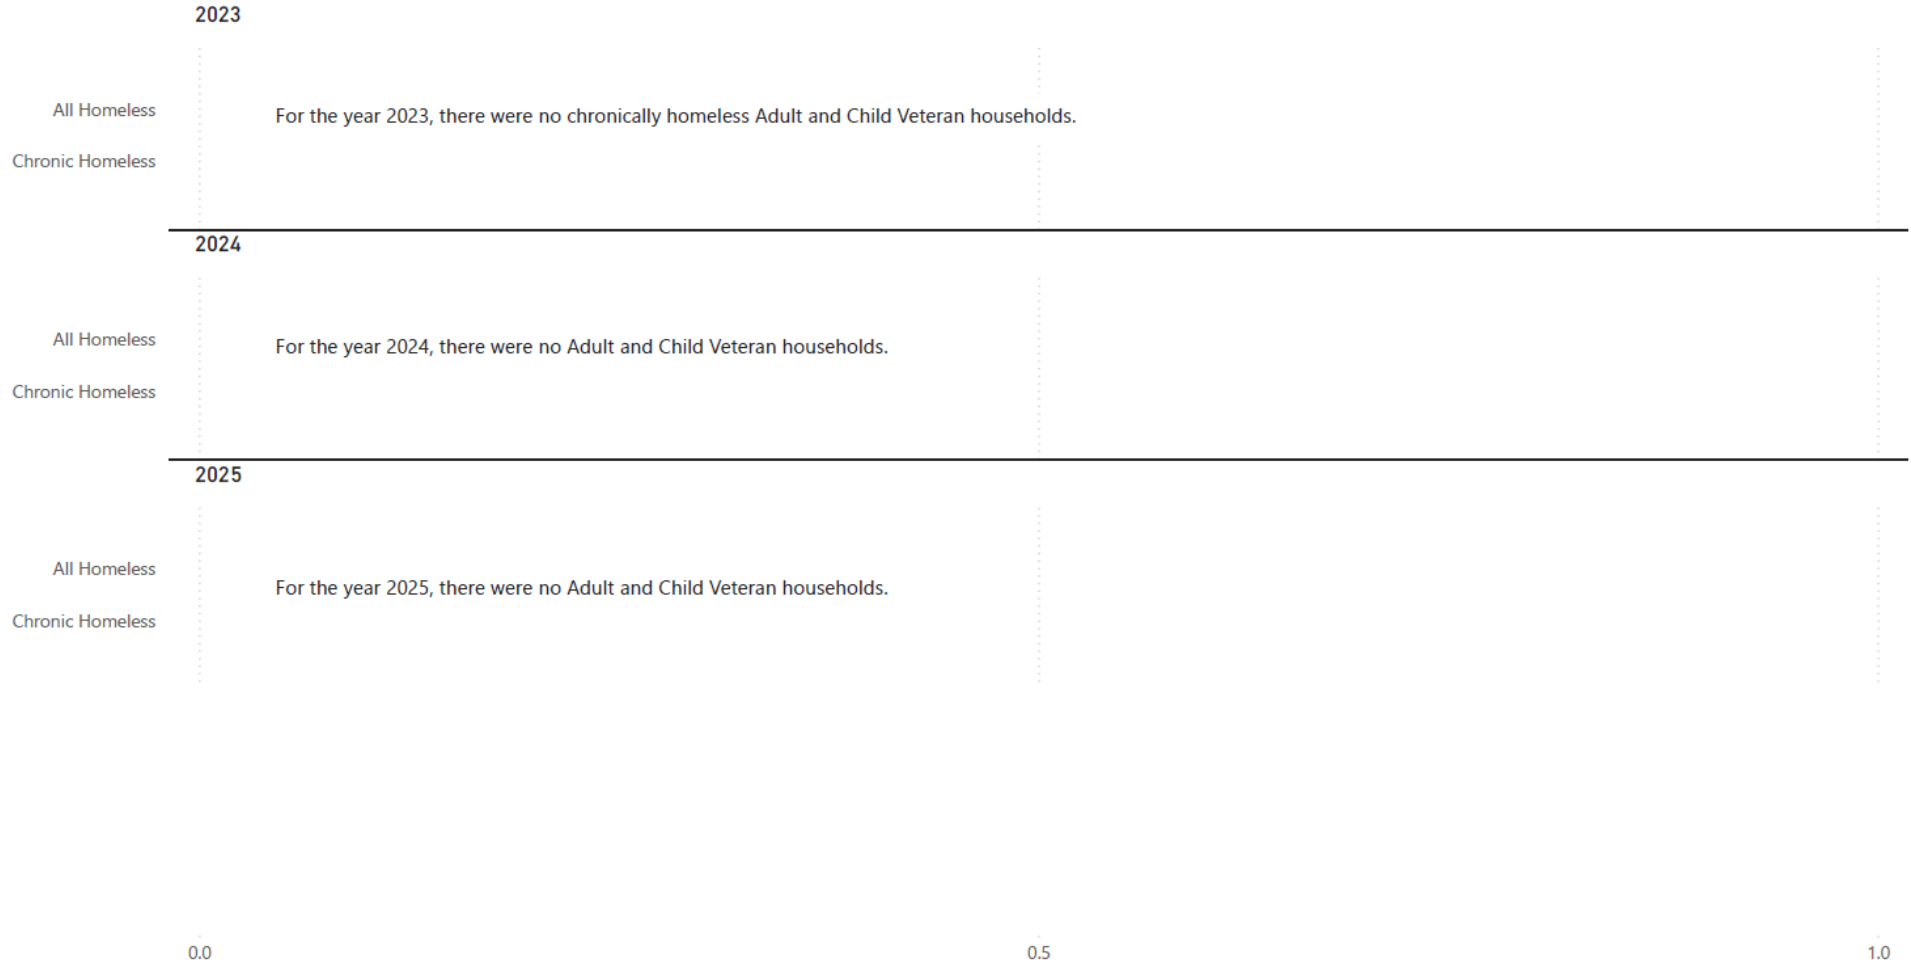 2023
All Homeless
For the year 2023, there were no chronically homeless Adult and Child Veteran households.
Chronic Homeless
2024
All Homeless
For the year 2024, there were no Adult and Child Veteran households.
Chronic Homeless
2025
All Homeless
For the year 2025, there were no Adult and Child Veteran households.
Chronic Homeless
0.0 0.5 1.0